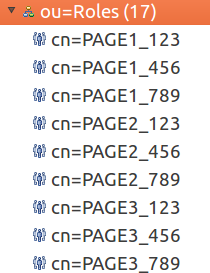 ou=Roles (17)
cn=PAGE1_123
cn=PAGE1_456
cn=PAGE1_789
cn=PAGE2_123
cn=PAGE2_456
cn=PAGE2_789
cn=PAGE3_123
cn=PAGE3_456
cn=PAGE3_789